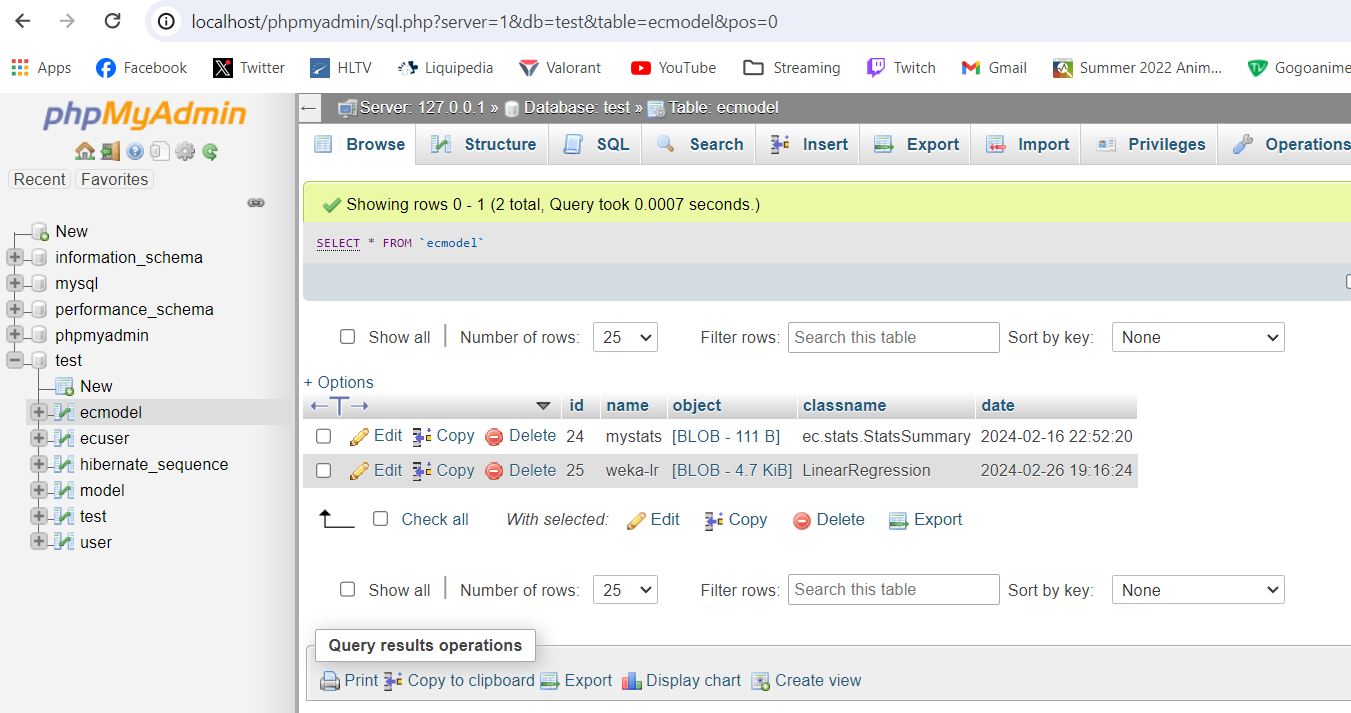 localhost/phpmyadmin/sql.php?server=1&db=test&table=ecmodel&pos=0
Apps Facebook Twitter HLTV Liquipedia Valorant YouTube Streaming Twitch Gmail Summer 2022 Anim... Gogoanime
phpMyAdmin
Recent Favorites
New
information_schema
mysql
performance_schema
phpmyadmin
test
New
ecmodel
ecuser
hibernate_sequence
model
test
user
Server: 127.0.0.1 » Database: test » Table: ecmodel
Browse Structure SQL Search Insert Export Import Privileges Operations
Showing rows 0 - 1 (2 total, Query took 0.0007 seconds.)
SELECT * FROM `ecmodel`
Show all Number of rows: 25 Filter rows: Search this table Sort by key: None
+ Options
←T→ id name object classname date
Edit Copy Delete 24 mystats [BLOB - 111 B] ec.stats.StatsSummary 2024-02-16 22:52:20
Edit Copy Delete 25 weka-lr [BLOB - 4.7 KiB] LinearRegression 2024-02-26 19:16:24
Check all With selected: Edit Copy Delete Export
Show all Number of rows: 25 Filter rows: Search this table Sort by key: None
Query results operations
Print Copy to clipboard Export Display chart Create view